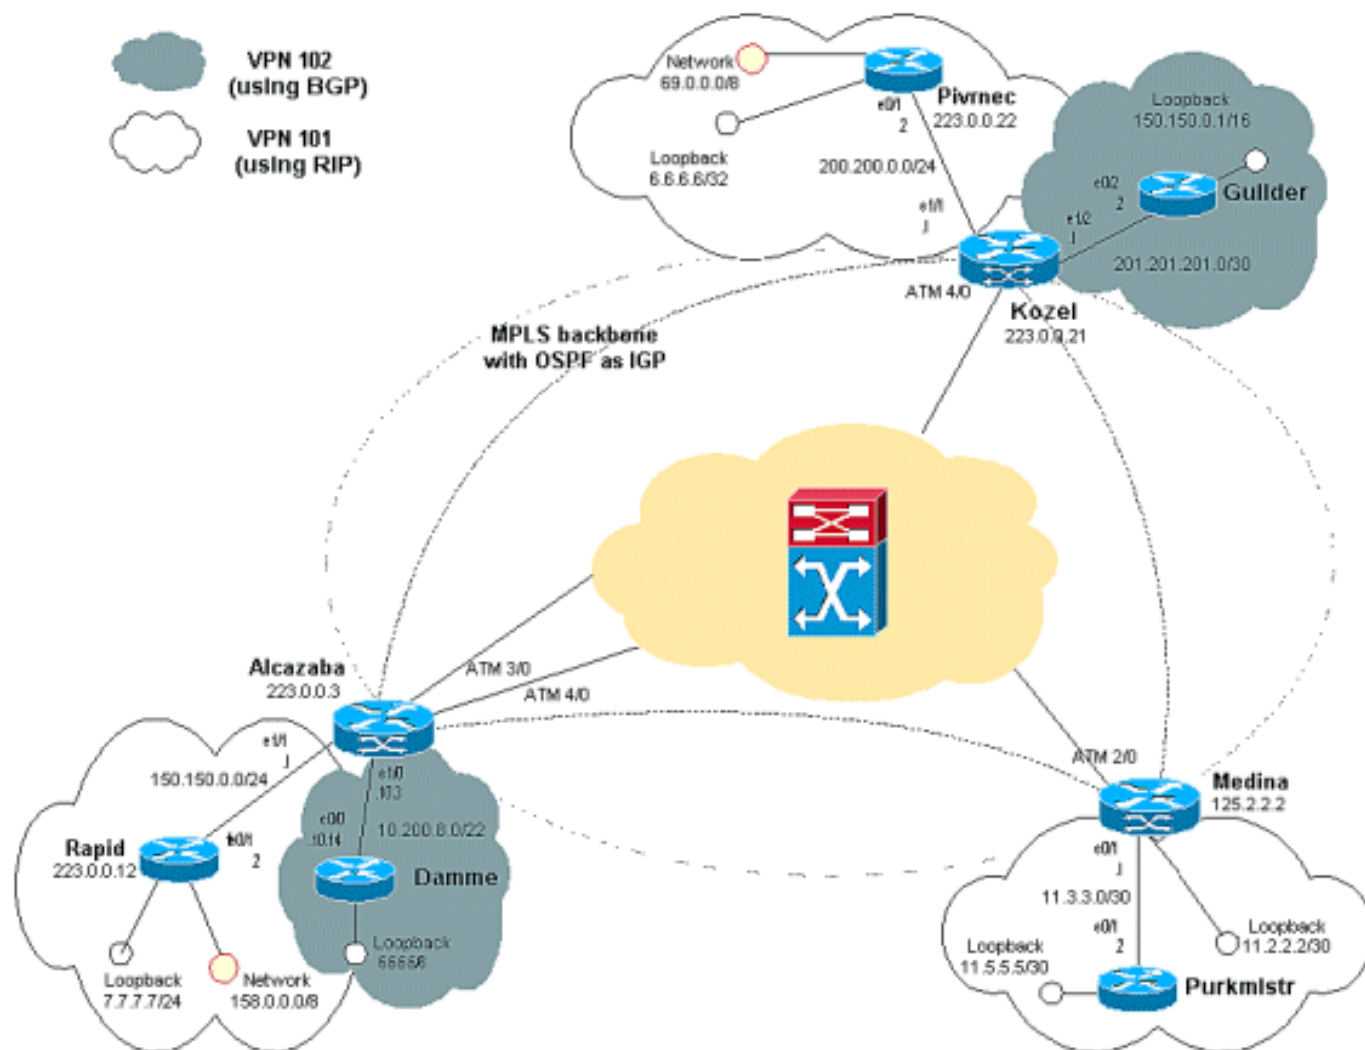 VPN 102
(using BGP)
VPN 101
(using RIP)
Network
69.0.0.0/8
Loopback
6.6.6.6/32
e0/1
2
Pivrnec
223.0.0.22
200.200.0.0/24
e1/1
.1
Loopback
150.150.0.1/16
e0/2
2
Guilder
e1/2
.1
201.201.201.0/30
ATM 4/0
Kozel
223.0.0.21
MPLS backbone
with OSPF as IGP
Alcazaba
223.0.0.3
ATM 3/0
ATM 4/0
e1/1
.1
150.150.0.0/24
Rapid
223.0.0.12
2
Loopback
7.7.7.7/24
Network
158.0.0.0/8
e1/0
.10.3
e0/0
.10.14
10.200.8.0/22
Damme
Loopback
ATM 2/0
Medina
125.2.2.2
e0/1
.1
11.3.3.0/30
e0/1
2
Loopback
11.2.2.2/30
Loopback
11.5.5.5/30
Purkmistr